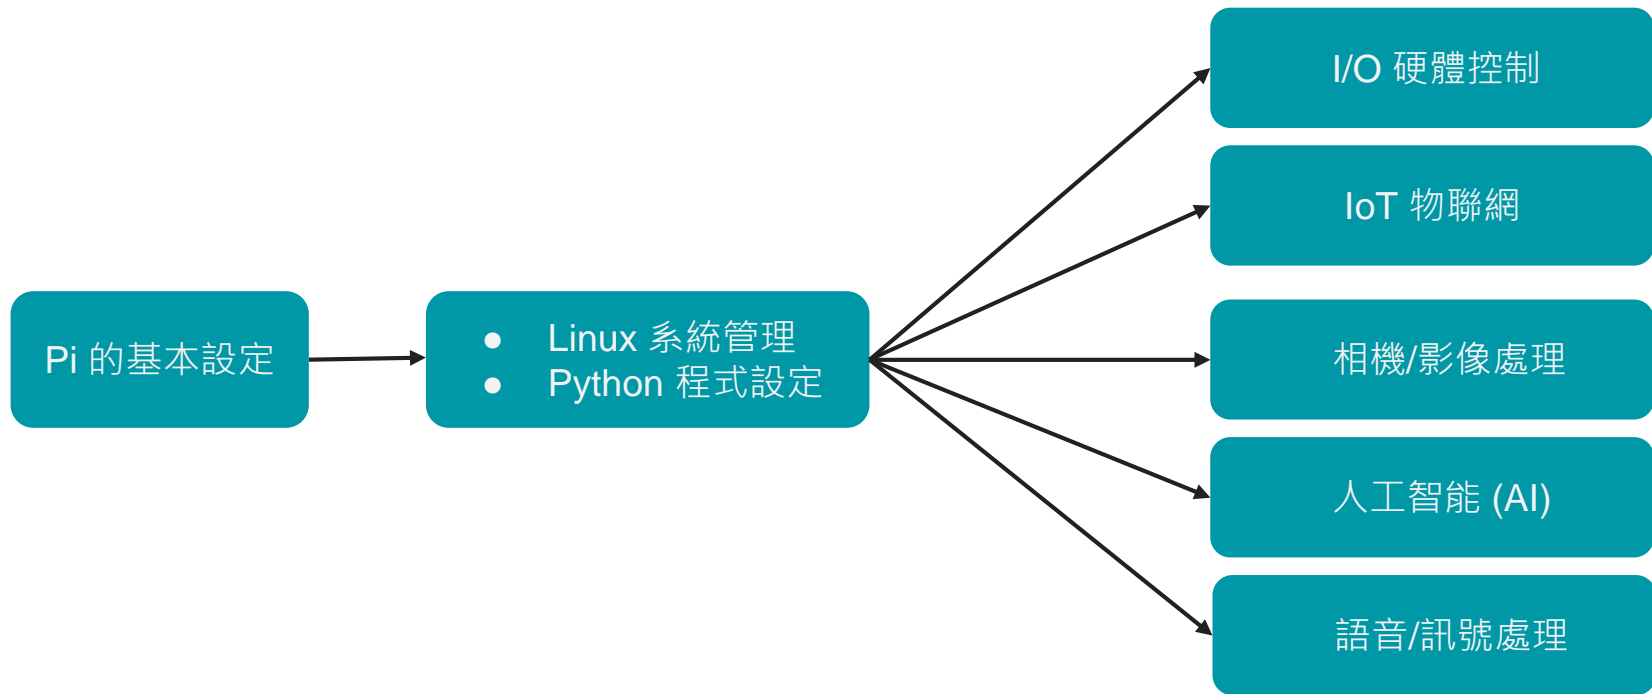 Pi 的基本設定
● Linux 系統管理
● Python 程式設定
I/O 硬體控制
IoT 物聯網
相機/影像處理
人工智能 (AI)
語音/訊號處理